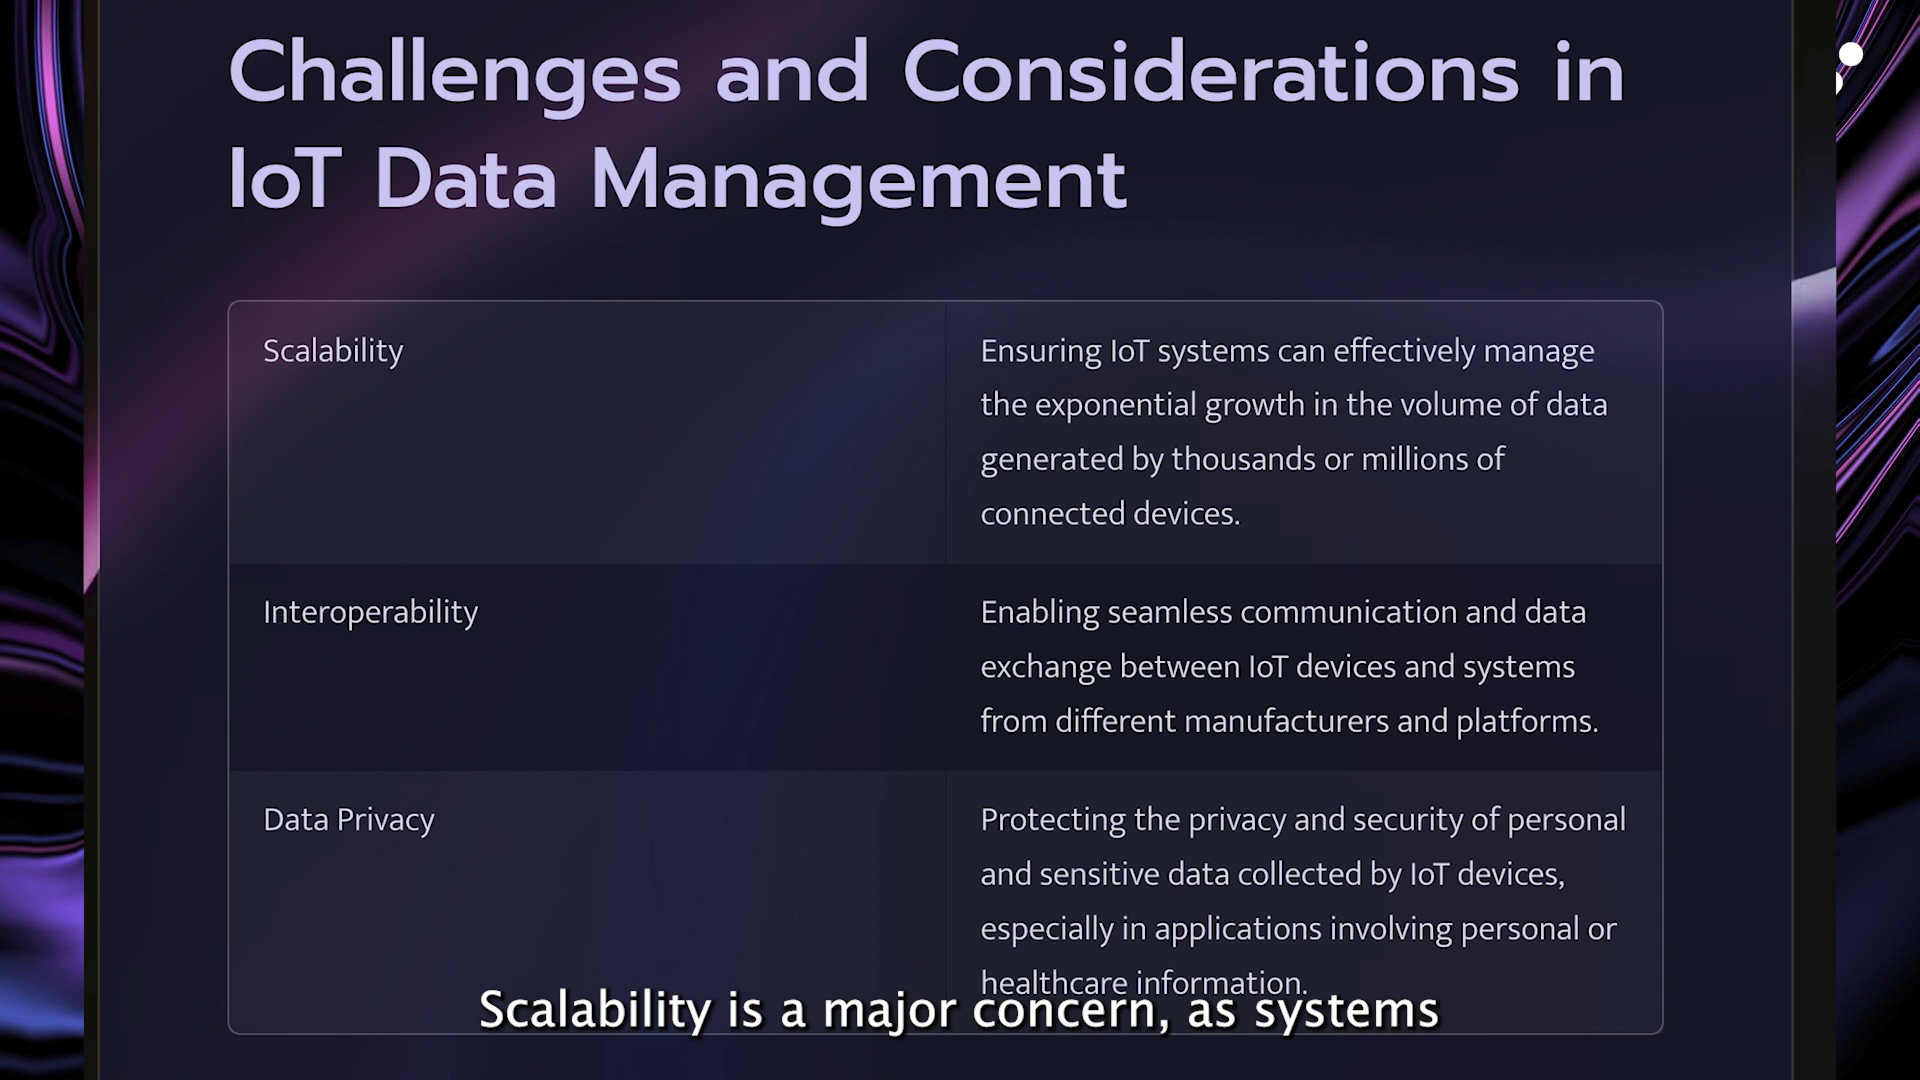 Challenges and Considerations in
IoT Data Management
Scalability
Ensuring IoT systems can effectively manage
the exponential growth in the volume of data
generated by thousands or millions of
connected devices.
Interoperability
Enabling seamless communication and data
exchange between IoT devices and systems
from different manufacturers and platforms.
Data Privacy
Protecting the privacy and security of personal
and sensitive data collected by IoT devices,
especially in applications involving personal or
healthcare information.
Scalability is a major concern, as systems